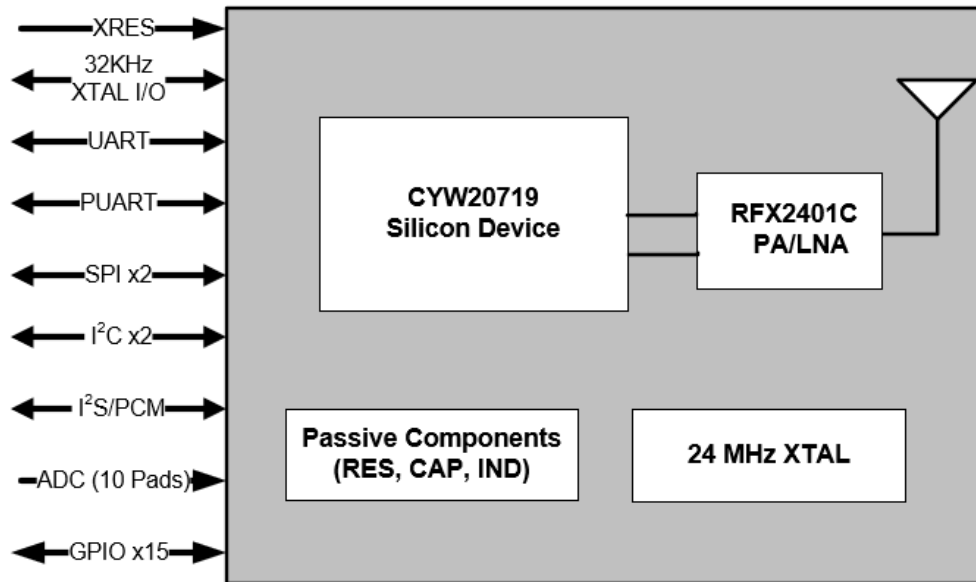 XRES
32KHz
XTAL I/O
UART
PUART
SPI x2
I²C x2
I²S/PCM
ADC (10 Pads)
GPIO x15
CYW20719
Silicon Device
RFX2401C
PA/LNA
Passive Components
(RES, CAP, IND)
24 MHz XTAL